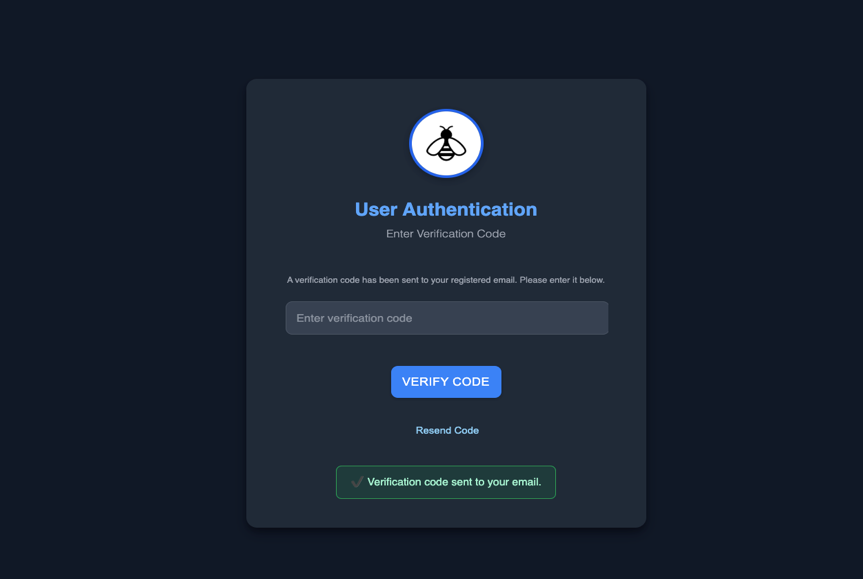 User Authentication
Enter Verification Code
A verification code has been sent to your registered email. Please enter it below.
Enter verification code
VERIFY CODE
Resend Code
✔ Verification code sent to your email.